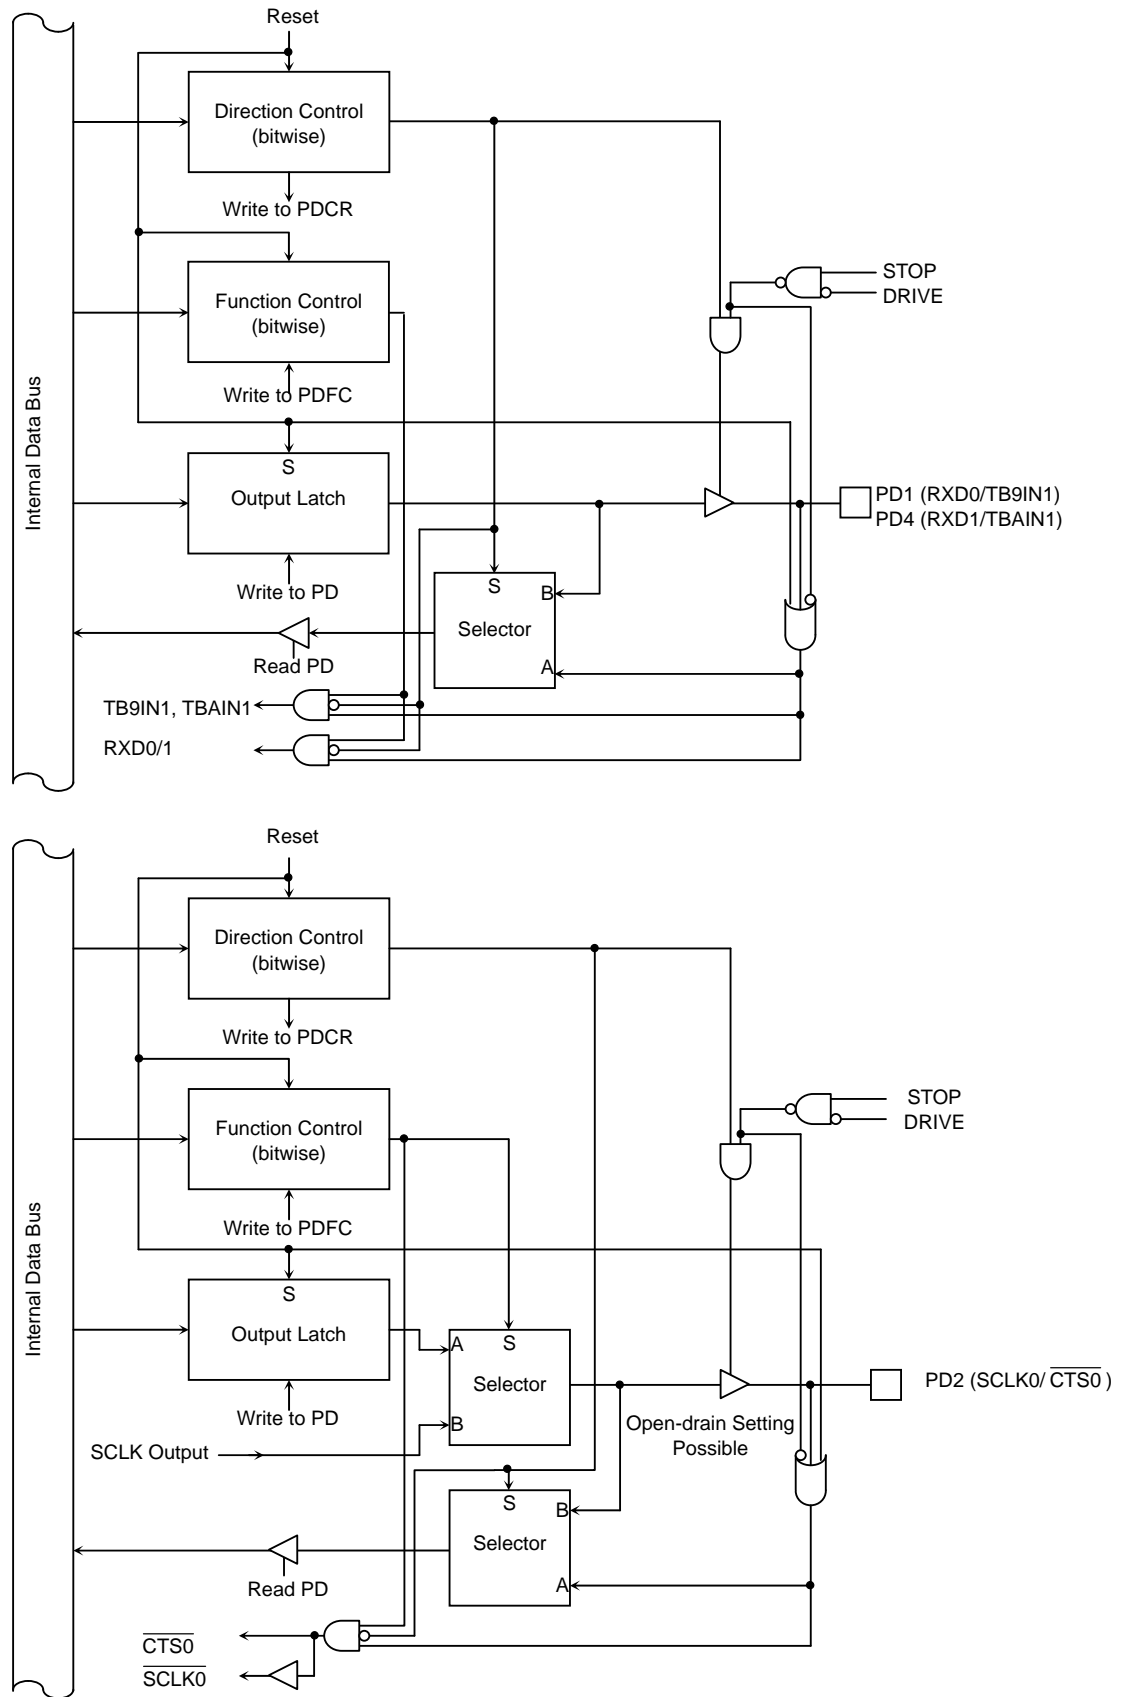 Reset
Direction Control
(bitwise)
Write to PDCR
Function Control
(bitwise)
STOP
DRIVE
Write to PDFC
Internal Data Bus
S
Output Latch
PD1 (RXD0/TB9IN1)
PD4 (RXD1/TBAIN1)
Write to PD
S
B
Selector
A
Read PD
TB9IN1, TBAIN1
RXD0/1
Reset
Direction Control
(bitwise)
Write to PDCR
Function Control
(bitwise)
STOP
DRIVE
Write to PDFC
Internal Data Bus
S
Output Latch
A
S
Selector
B
PD2 (SCLK0/ C̅T̅S̅0̅ )
Write to PD
Open-drain Setting
Possible
SCLK Output
S
B
Selector
A
Read PD
C̅T̅S̅0̅
S̅C̅L̅K̅0̅